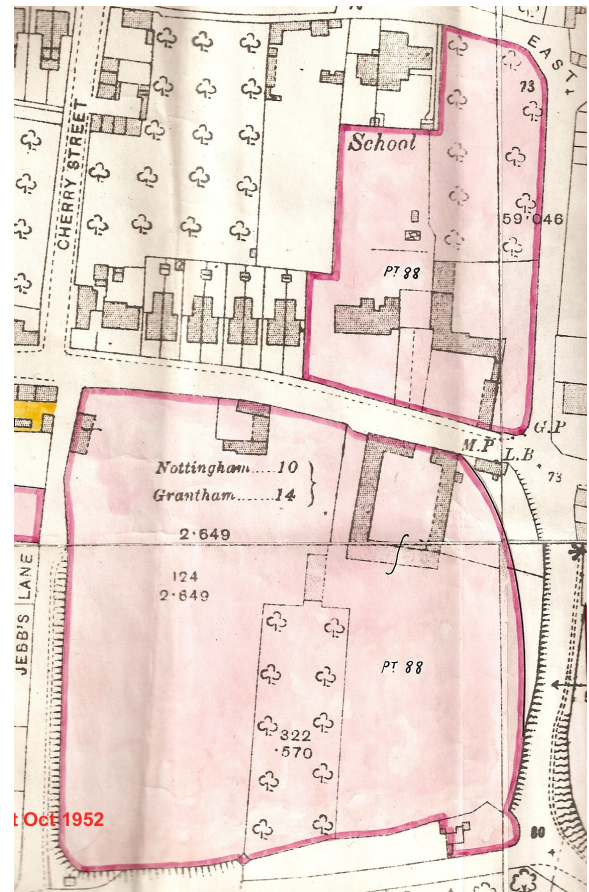 EAST
73
CHERRY STREET
School
59·046
PT 88
G.P
M.P
L.B
73
Nottingham.....10
Grantham......14
2·649
124
2·649
JEBB'S LANE
PT 88
322
·570
t Oct 1952
80